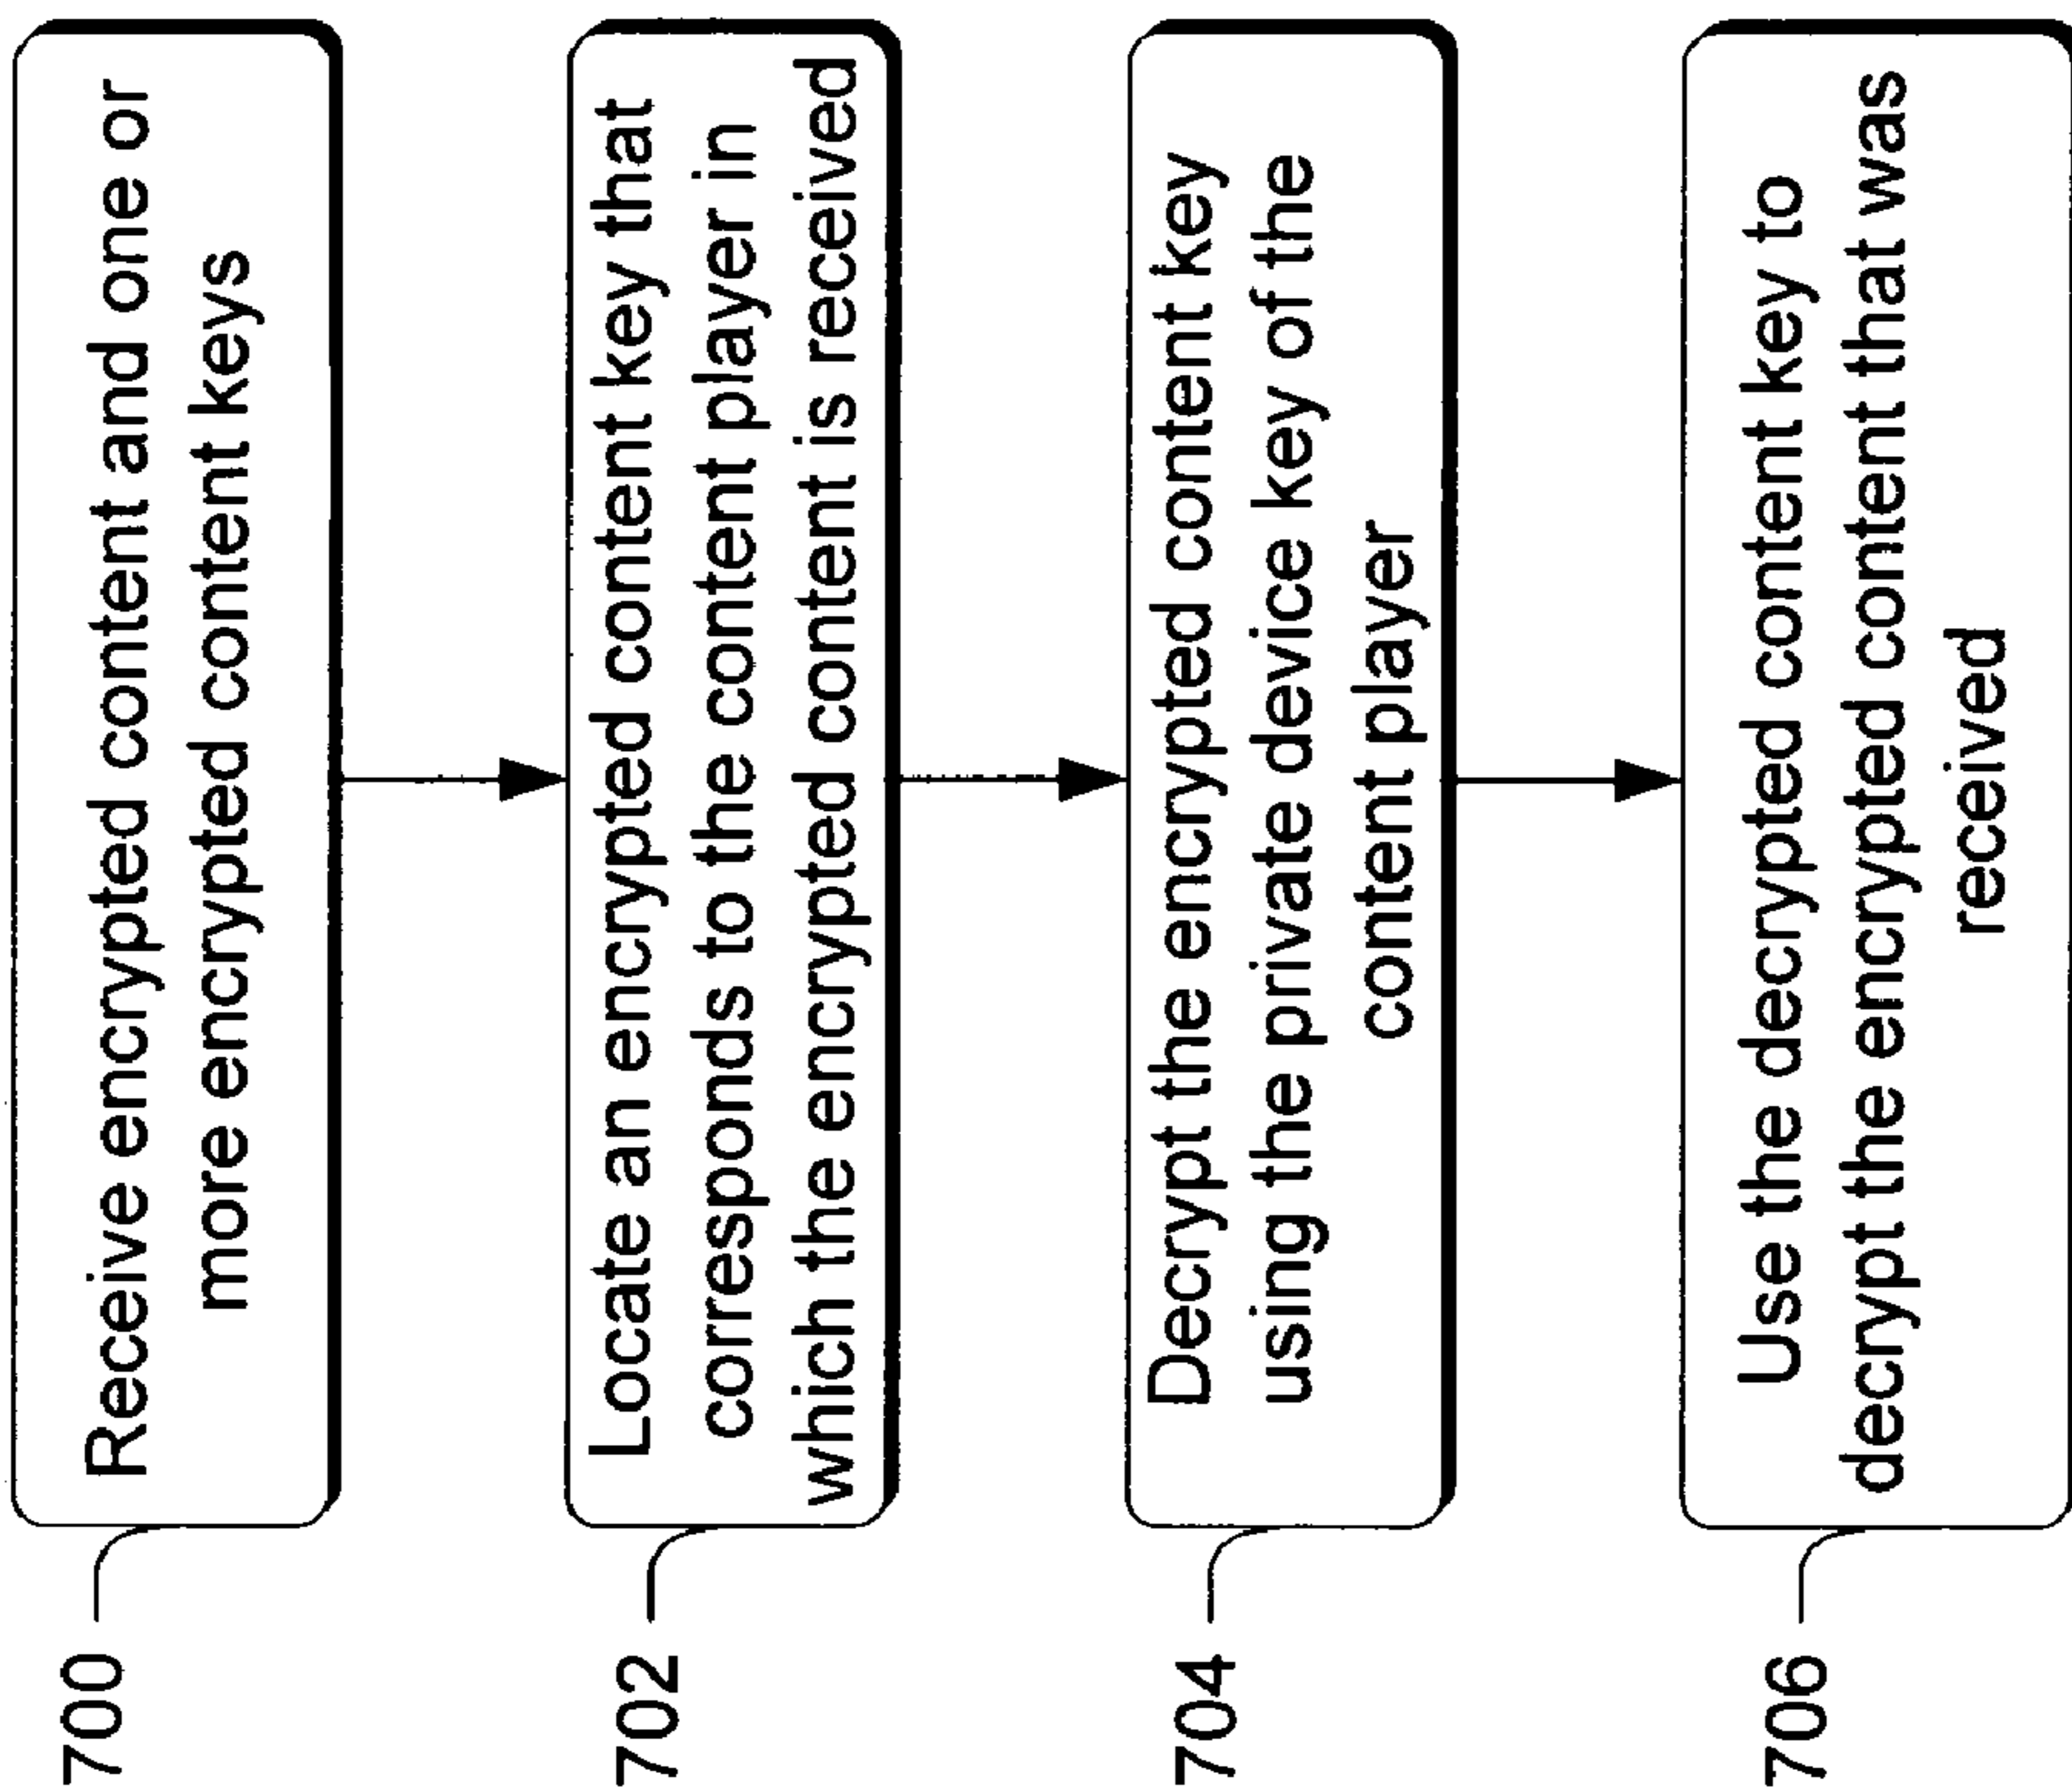 700
Receive encrypted content and one or
more encrypted content keys
702
Locate an encrypted content key that
corresponds to the content player in
which the encrypted content is received
704
Decrypt the encrypted content key
using the private device key of the
content player
706
Use the decrypted content key to
decrypt the encrypted content that was
received